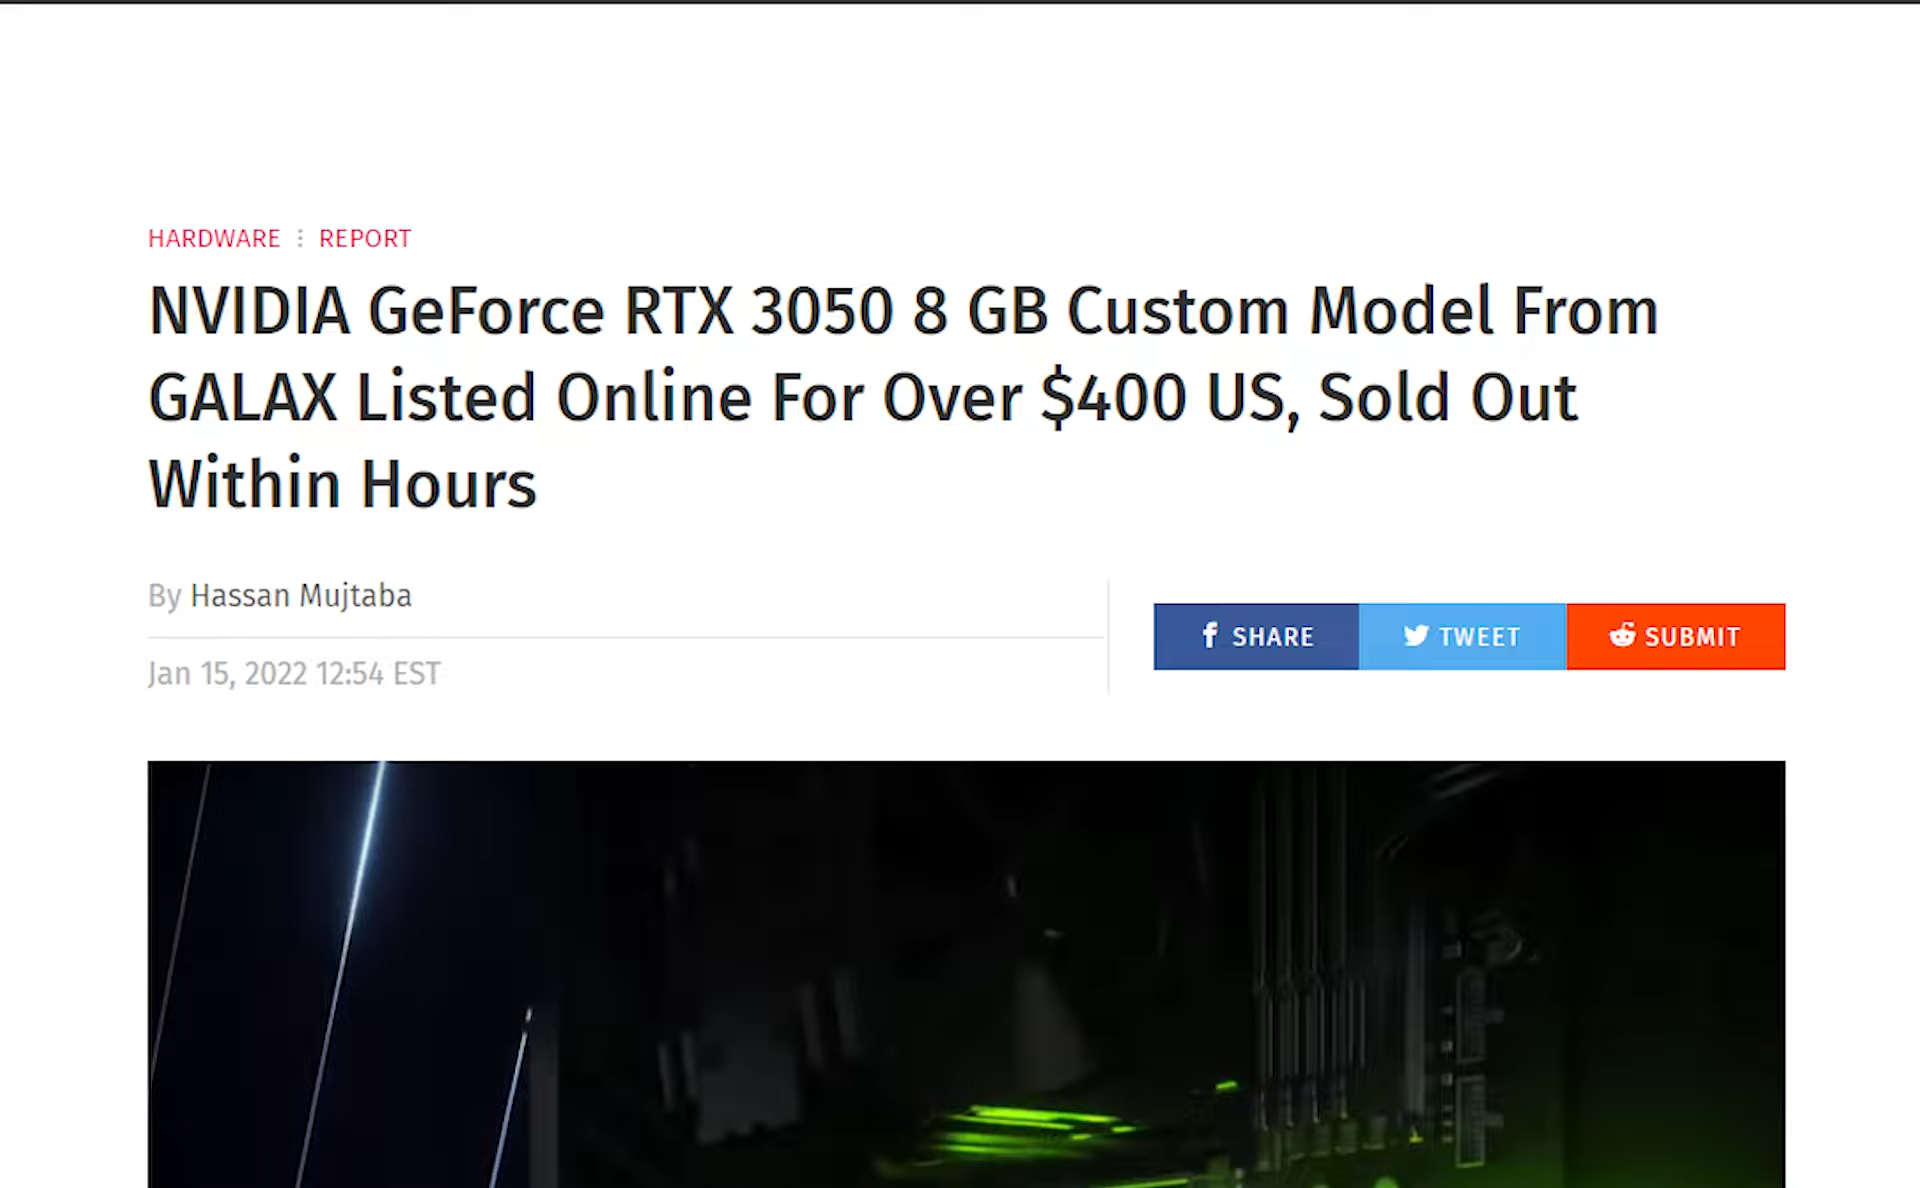 HARDWARE ⋮ REPORT
NVIDIA GeForce RTX 3050 8 GB Custom Model From
GALAX Listed Online For Over $400 US, Sold Out
Within Hours
By Hassan Mujtaba
SHARE TWEET SUBMIT
Jan 15, 2022 12:54 EST